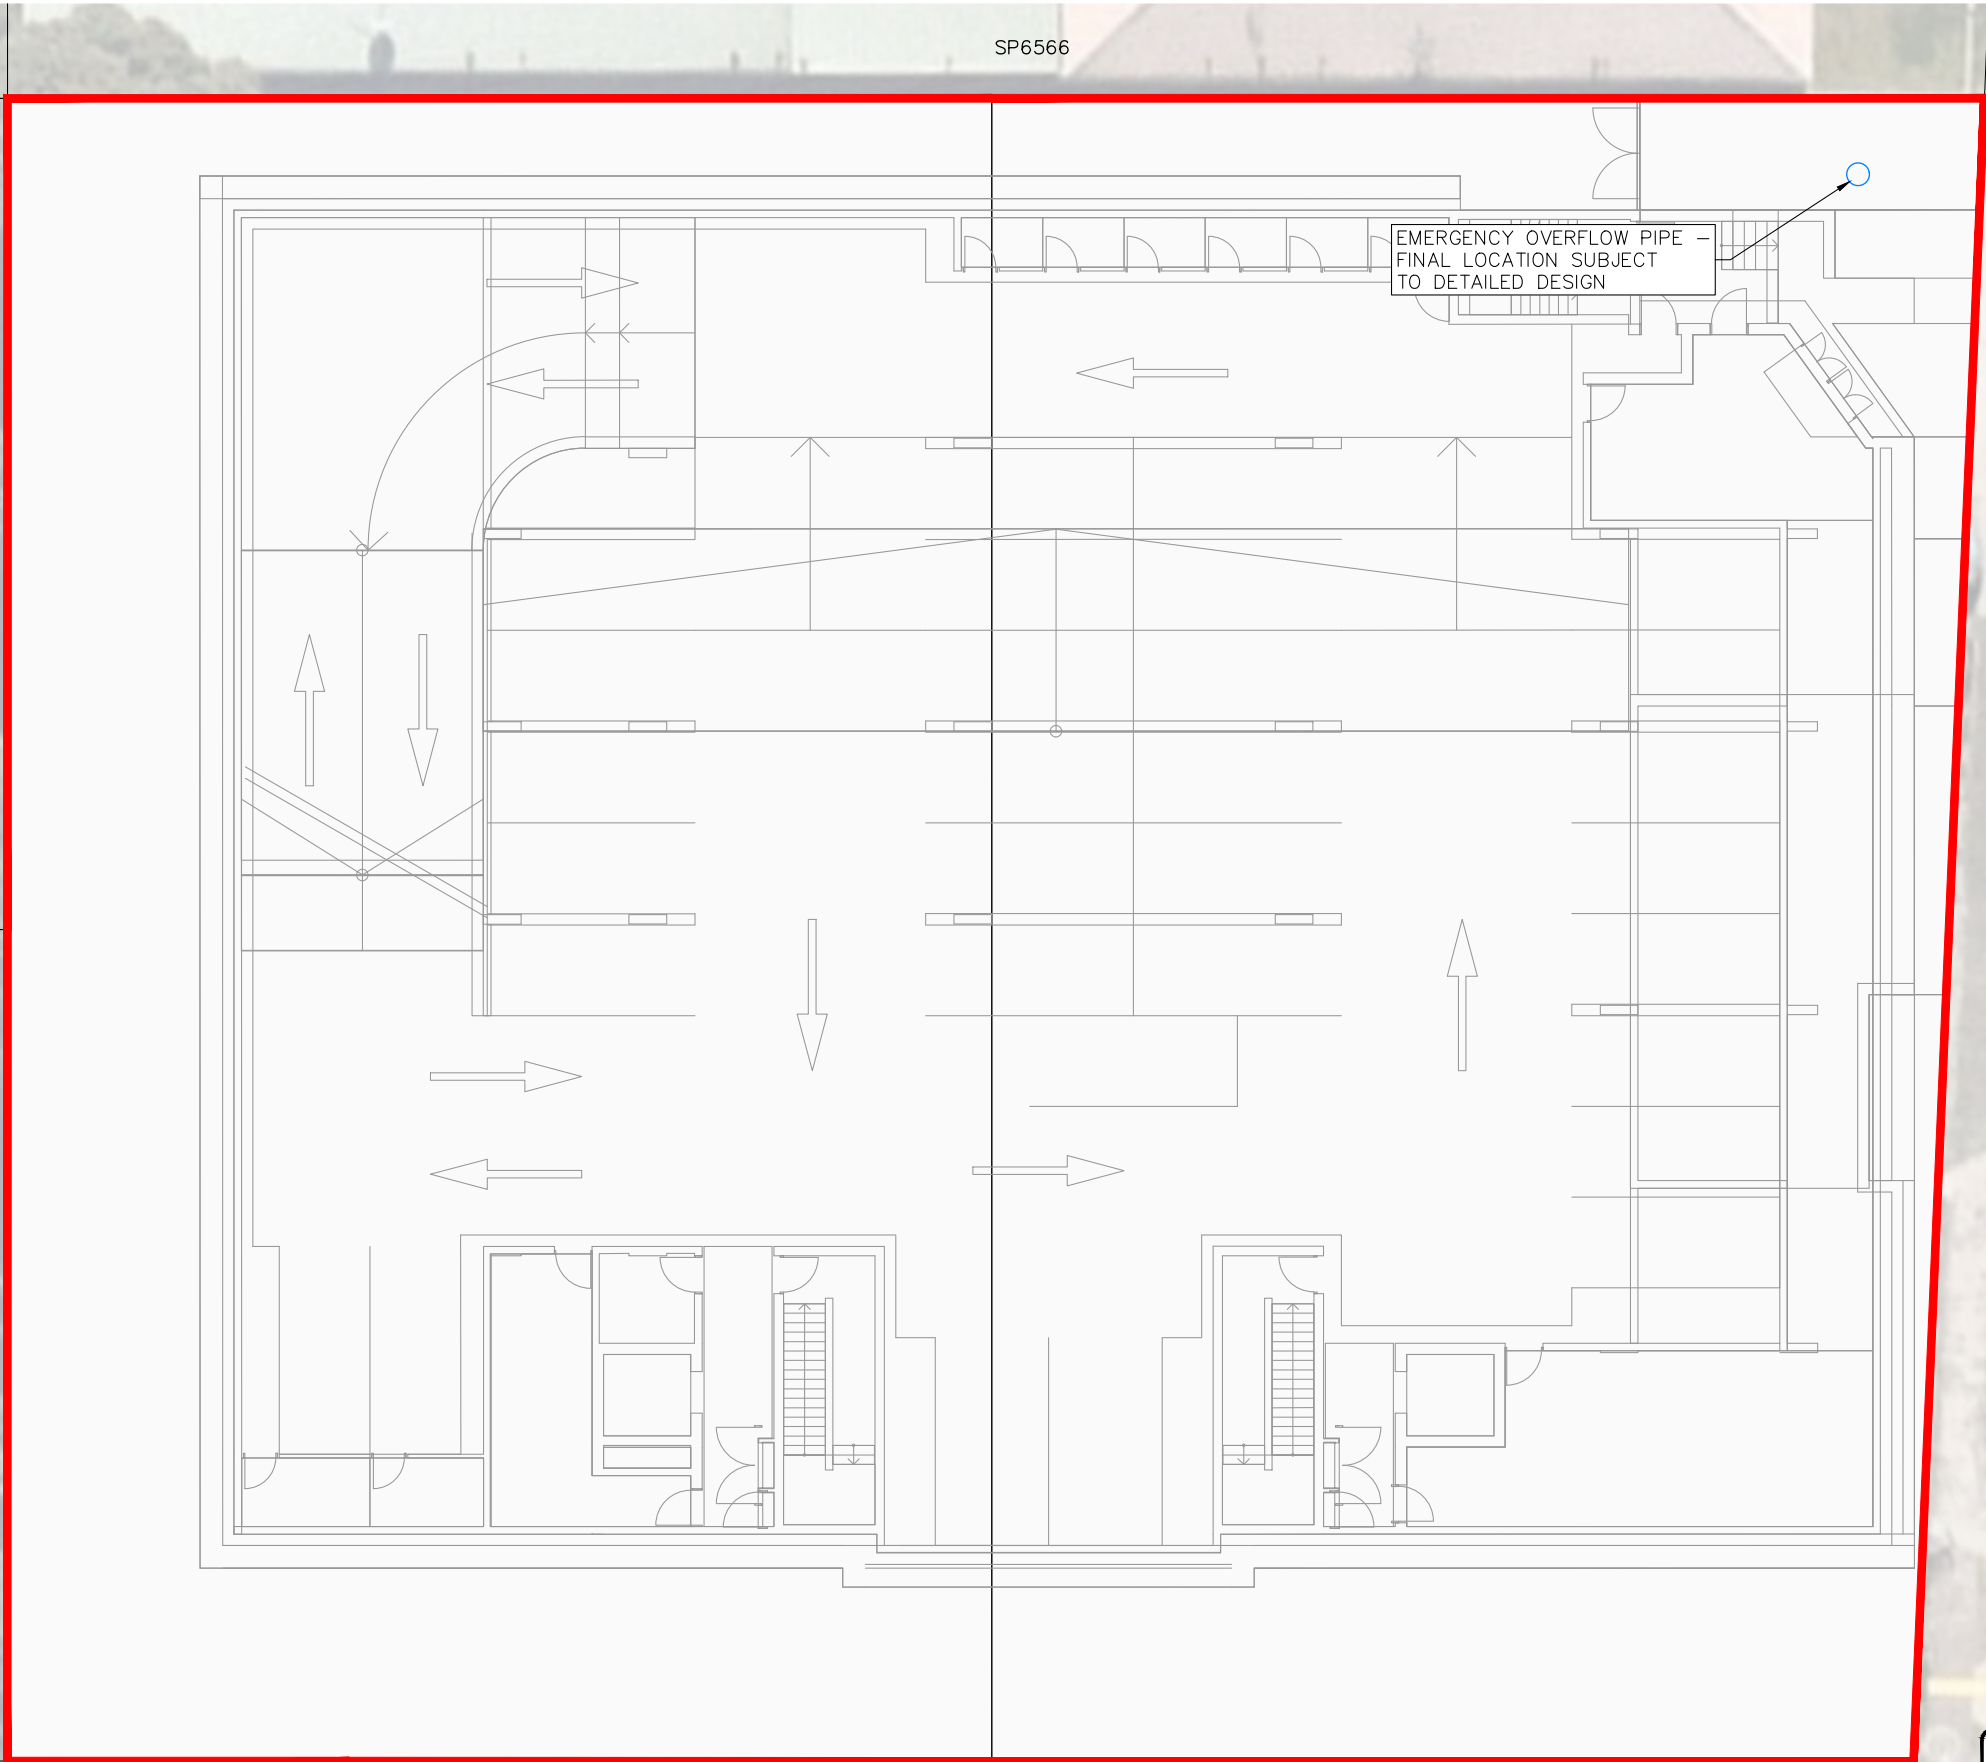 SP6566
EMERGENCY OVERFLOW PIPE –
FINAL LOCATION SUBJECT
TO DETAILED DESIGN